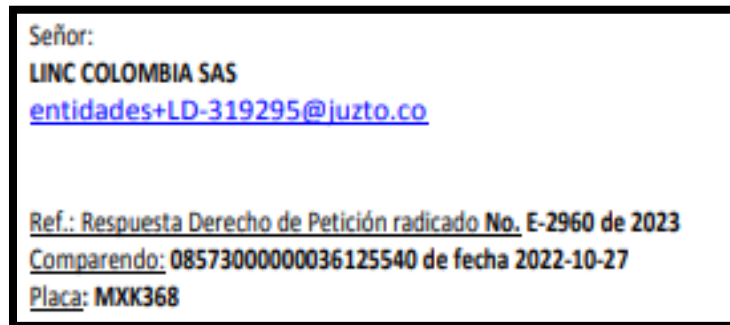 Señor:
LINC COLOMBIA SAS
entidades+LD-319295@juzto.co
Ref.: Respuesta Derecho de Petición radicado No. E-2960 de 2023
Comparendo: 08573000000036125540 de fecha 2022-10-27
Placa: MXK368